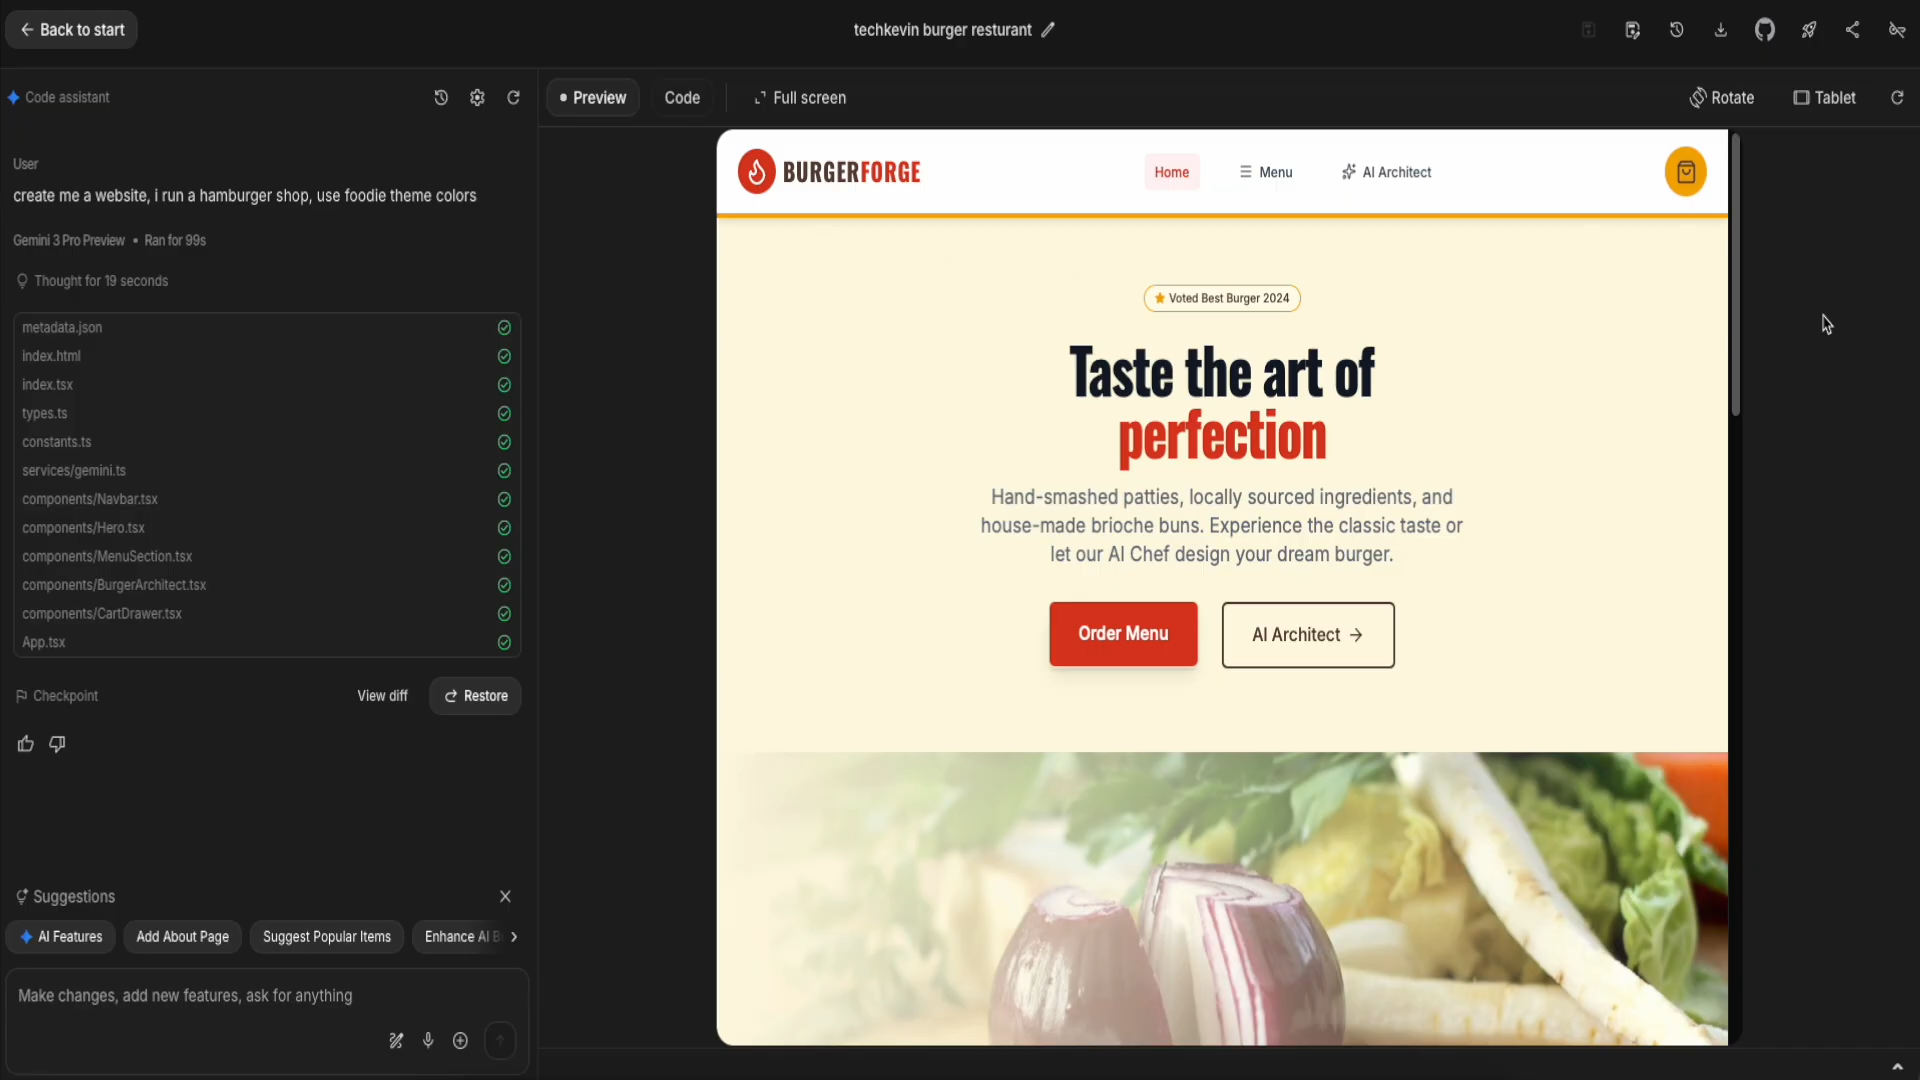 Back to start
techkevin burger resturant
Code assistant
Preview
Code
Full screen
Rotate
Tablet
User
create me a website, i run a hamburger shop, use foodie theme colors
Gemini 3 Pro Preview • Ran for 99s
Thought for 19 seconds
metadata.json
index.html
index.tsx
types.ts
constants.ts
services/gemini.ts
components/Navbar.tsx
components/Hero.tsx
components/MenuSection.tsx
components/BurgerArchitect.tsx
components/CartDrawer.tsx
App.tsx
Checkpoint
View diff
Restore
Suggestions
AI Features
Add About Page
Suggest Popular Items
Enhance AI
Make changes, add new features, ask for anything
BURGERFORGE
Home
Menu
AI Architect
Voted Best Burger 2024
Taste the art of
perfection
Hand-smashed patties, locally sourced ingredients, and
house-made brioche buns. Experience the classic taste or
let our AI Chef design your dream burger.
Order Menu
AI Architect →